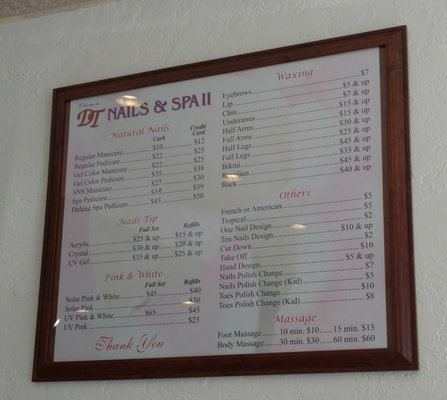 Welcome to
DT NAILS & SPA II
Natural Nails
Cash Credit Card
Regular Manicure $10 $12
Regular Pedicure $22 $25
Gel Color Manicure $22 $25
Gel Color Pedicure $35 $38
SNS Manicure $27 $30
Spa Pedicure $35 $39
Deluxe Spa Pedicure $45 $50
Nails Tip
Full Set Refills
Acrylic $25 & up $15 & up
Crystal $30 & up $20 & up
UV Gel $35 & up $25 & up
Pink & White
Full Set Refills
Solar Pink & White $45 $40
Solar Pink $30
UV Pink & White $65 $45
UV Pink $25
Thank You
Waxing
Eyebrows $7
Lip $5 & up
Chin $7 & up
Underarms $15 & up
Half Arms $15 & up
Full Arms $30 & up
Half Legs $25 & up
Full Legs $45 & up
Bikini $35 & up
Brazilian $45 & up
Back $40 & up
Others
French or American $5
Tropical $5
One Nail Design $2
Ten Nails Design $10 & up
Cut Down $2
Take Off $10
Hand Design $5 & up
Nails Polish Change $7
Nails Polish Change (Kid) $5
Toes Polish Change $10
Toes Polish Change (Kid) $8
Massage
Foot Massage 10 min. $10 15 min. $15
Body Massage 30 min. $30 60 min. $60